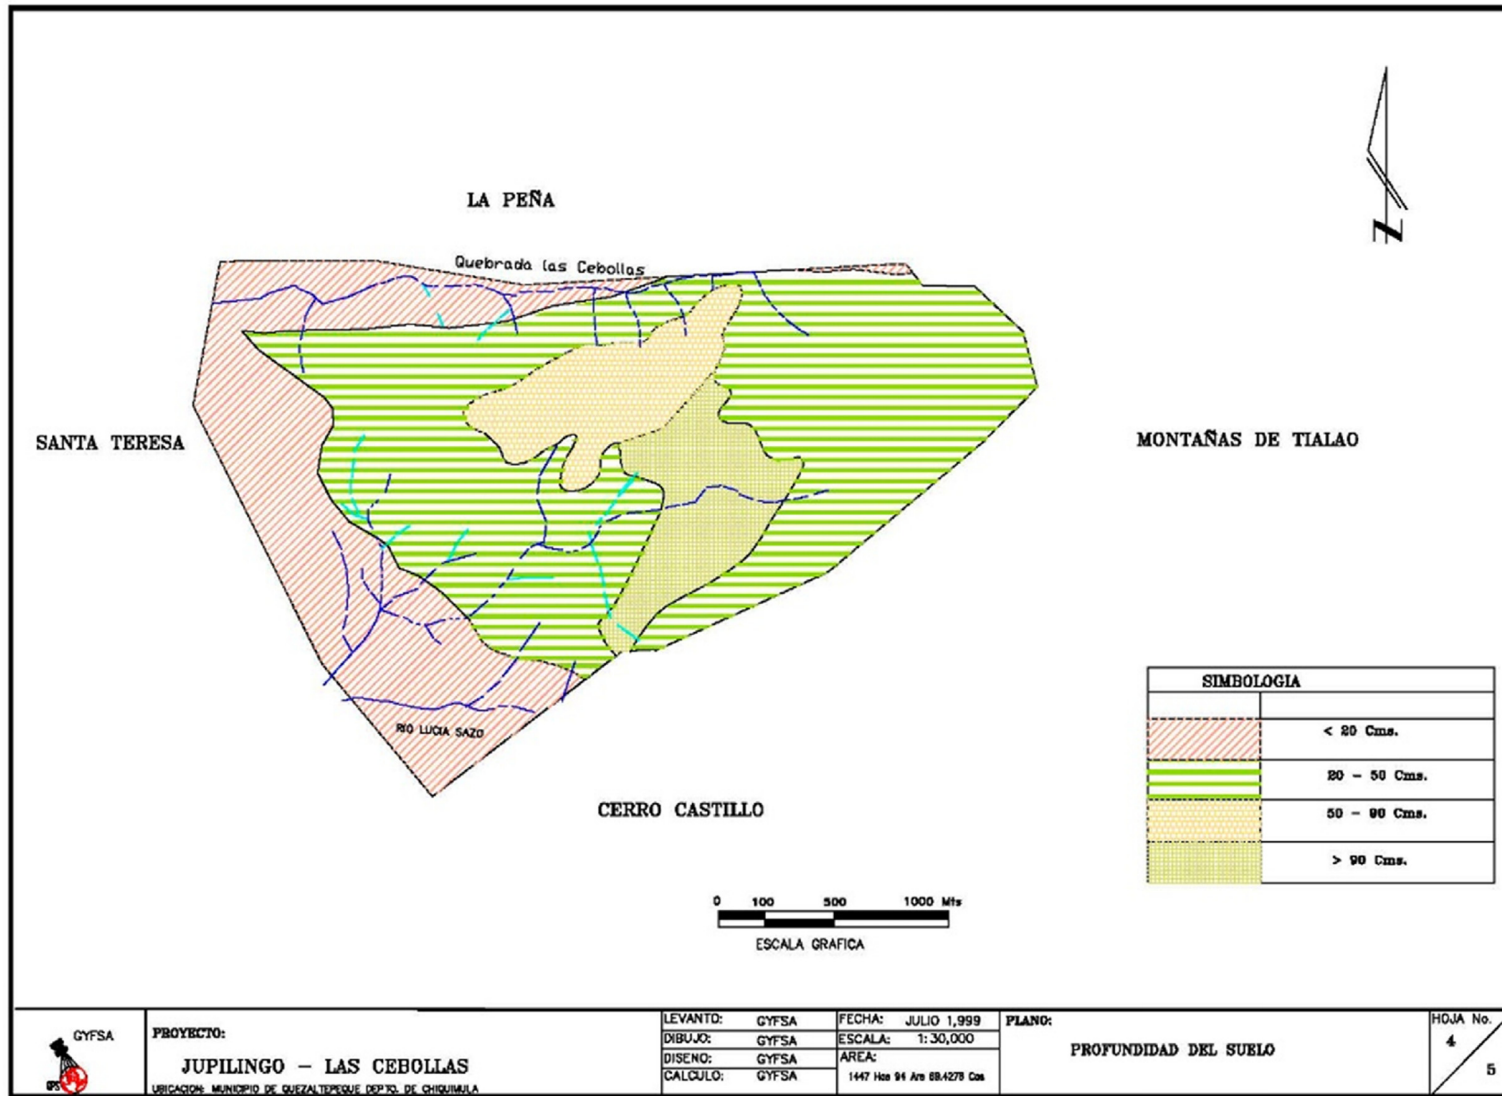 LA PEÑA
Quebrada las Cebollas
SANTA TERESA
MONTAÑAS DE TIALAO
RIO LUCIA SAZO
CERRO CASTILLO
N
SIMBOLOGIA
< 20 Cms.
20 - 50 Cms.
50 - 90 Cms.
> 90 Cms.
0 100 500 1000 Mts
ESCALA GRAFICA
GYFSA
GPS
PROYECTO:
JUPILINGO - LAS CEBOLLAS
UBICACION: MUNICIPIO DE QUEZALTEPEQUE DEPTO. DE CHIQUIMULA
LEVANTO: GYFSA
DIBUJO: GYFSA
DISENO: GYFSA
CALCULO: GYFSA
FECHA: JULIO 1,999
ESCALA: 1:30,000
AREA:
1447 Has 94 Ars 69.4278 Cas
PLANO:
PROFUNDIDAD DEL SUELO
HOJA No.
4
5